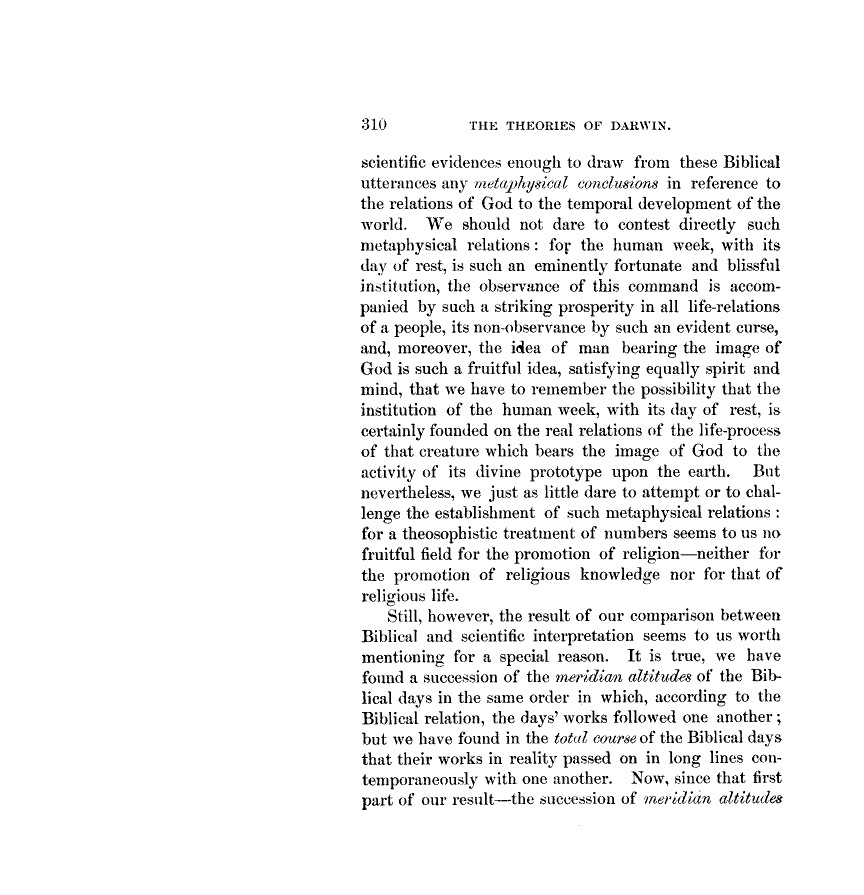 310 THE THEORIES OF DARWIN.
scientific evidences enough to draw from these Biblical
utterances any metaphysical conclusions in reference to
the relations of God to the temporal development of the
world. We should not dare to contest directly such
metaphysical relations : for the human week, with its
day of rest, is such an eminently fortunate and blissful
institution, the observance of this command is accom-
panied by such a striking prosperity in all life-relations
of a people, its non-observance by such an evident curse,
and, moreover, the idea of man bearing the image of
God is such a fruitful idea, satisfying equally spirit and
mind, that we have to remember the possibility that the
institution of the human week, with its day of rest, is
certainly founded on the real relations of the life-process
of that creature which bears the image of God to the
activity of its divine prototype upon the earth. But
nevertheless, we just as little dare to attempt or to chal-
lenge the establishment of such metaphysical relations :
for a theosophistic treatment of numbers seems to us no
fruitful field for the promotion of religion—neither for
the promotion of religious knowledge nor for that of
religious life.
Still, however, the result of our comparison between
Biblical and scientific interpretation seems to us worth
mentioning for a special reason. It is true, we have
found a succession of the meridian altitudes of the Bib-
lical days in the same order in which, according to the
Biblical relation, the days' works followed one another ;
but we have found in the total course of the Biblical days
that their works in reality passed on in long lines con-
temporaneously with one another. Now, since that first
part of our result—the succession of meridian altitudes